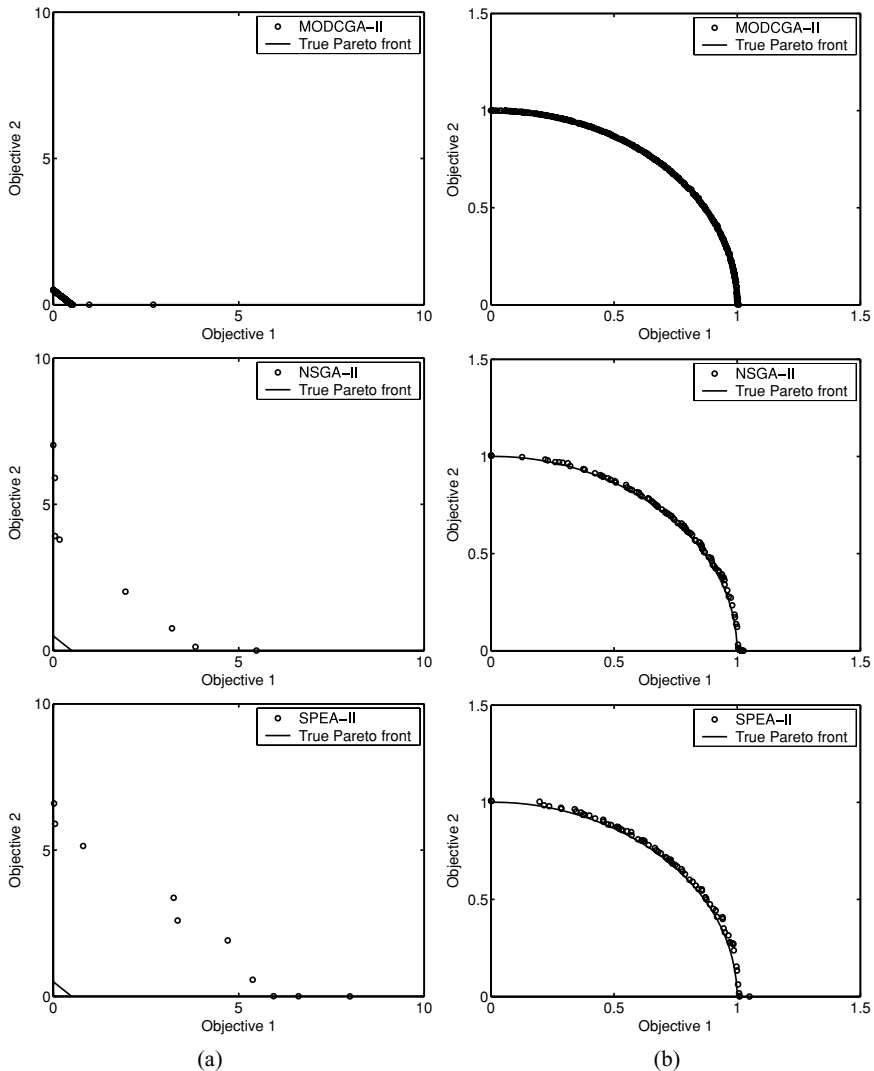 10
MODCGA-II
True Pareto front
Objective 2
5
0
0
5
10
Objective 1
1.5
MODCGA-II
True Pareto front
Objective 2
1
0.5
0
0
0.5
1
1.5
Objective 1
10
NSGA-II
True Pareto front
Objective 2
5
0
0
5
10
Objective 1
1.5
NSGA-II
True Pareto front
Objective 2
1
0.5
0
0
0.5
1
1.5
Objective 1
10
SPEA-II
True Pareto front
Objective 2
5
0
0
5
10
Objective 1
1.5
SPEA-II
True Pareto front
Objective 2
1
0.5
0
0
0.5
1
1.5
Objective 1
(a)
(b)